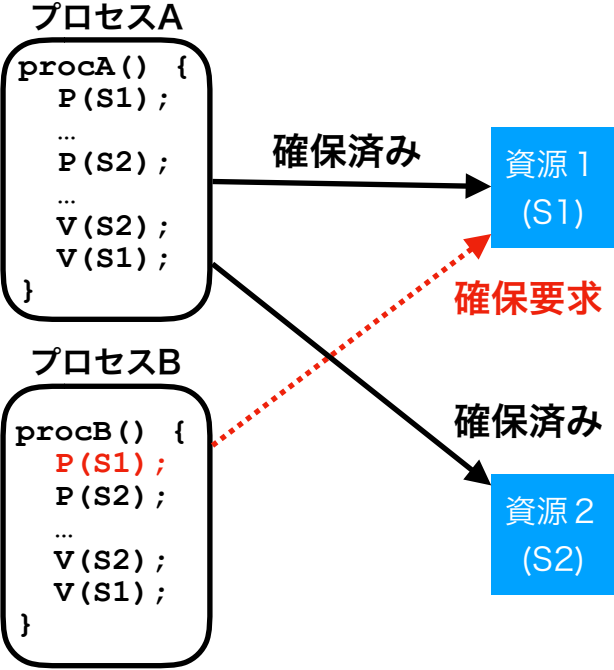 プロセスA
procA() {
P(S1);
…
P(S2);
…
V(S2);
V(S1);
}
確保済み
資源１
(S1)
確保要求
プロセスB
procB() {
P(S1);
P(S2);
…
V(S2);
V(S1);
}
確保済み
資源２
(S2)